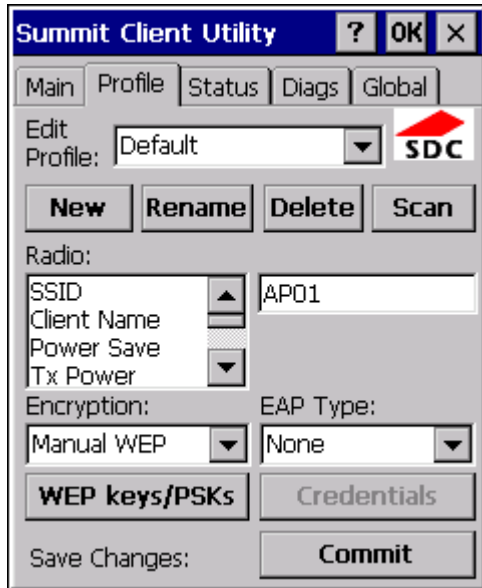 Summit Client Utility ? OK ×
Main Profile Status Diags Global
Edit
Profile: Default
SDC
New Rename Delete Scan
Radio:
SSID AP01
Client Name
Power Save
Tx Power
Encryption: EAP Type:
Manual WEP None
WEP keys/PSKs Credentials
Save Changes: Commit